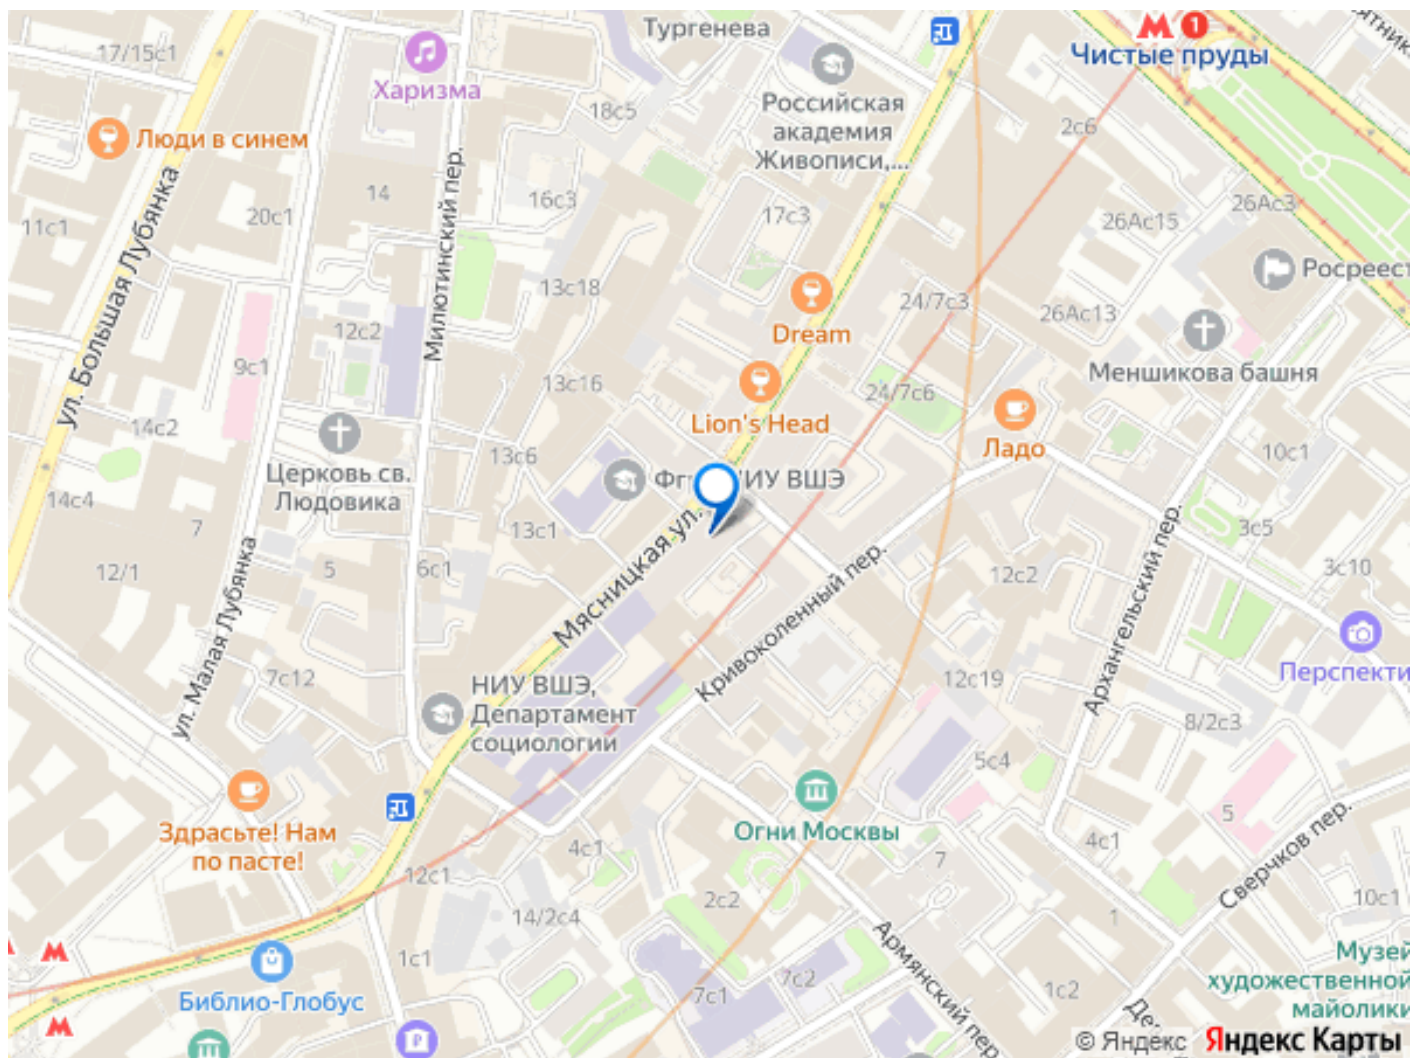 Тургенева
17/15с1
Харизма
Чистые пруды
1
Российская
академия
Живописи,...
18с5
2с6
Люди в синем
ул. Большая Лубянка
Милютинский пер.
14
16с3
20с1
11с1
17с3
26Ас3
26Ас15
Росреест
13с18
24/7с3
26Ас13
Dream
12с2
9с1
Меншикова башня
13с16
24/7с6
Lion's Head
Ладо
14с2
Церковь св.
Людовика
13с6
10с1
НИУ ВШЭ
14с4
7
13с1
Мясницкая ул.
3с5
12/1
5
6с1
ул. Малая Лубянка
12с2
3с10
Кривоколенный пер.
Архангельский пер.
Перспекти
7с12
НИУ ВШЭ,
Департамент
социологии
12с19
8/2с3
5с4
Здрасьте! Нам
по пасте!
Огни Москвы
5
4с1
7
4с1
Сверчков пер.
12с1
2с2
10с1
14/2с4
1
Армянский пер.
1с1
Библио-Глобус
7с2
7с1
1с2
Музей
художественной
майолики
Р
© Яндекс Яндекс Карты